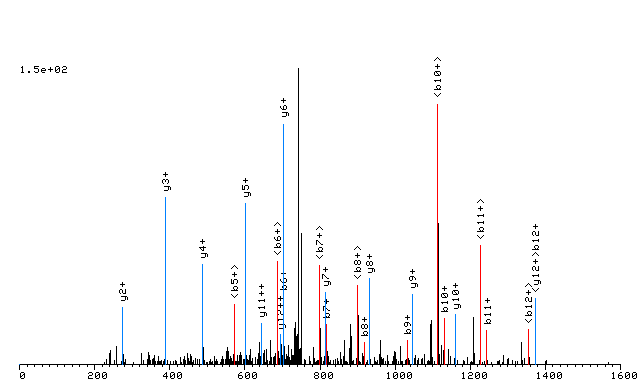 1.5e+02
y2+
y3+
y4+
<b5+>
y5+
y11++
<b6+>
y12++
b6+
y6+
<b7+>
y7+
b7+
<b8+>
b8+
y8+
b9+
y9+
<b10+>
b10+
y10+
<b11+>
b11+
<b12+>
y12+>b12+
0 200 400 600 800 1000 1200 1400 1600